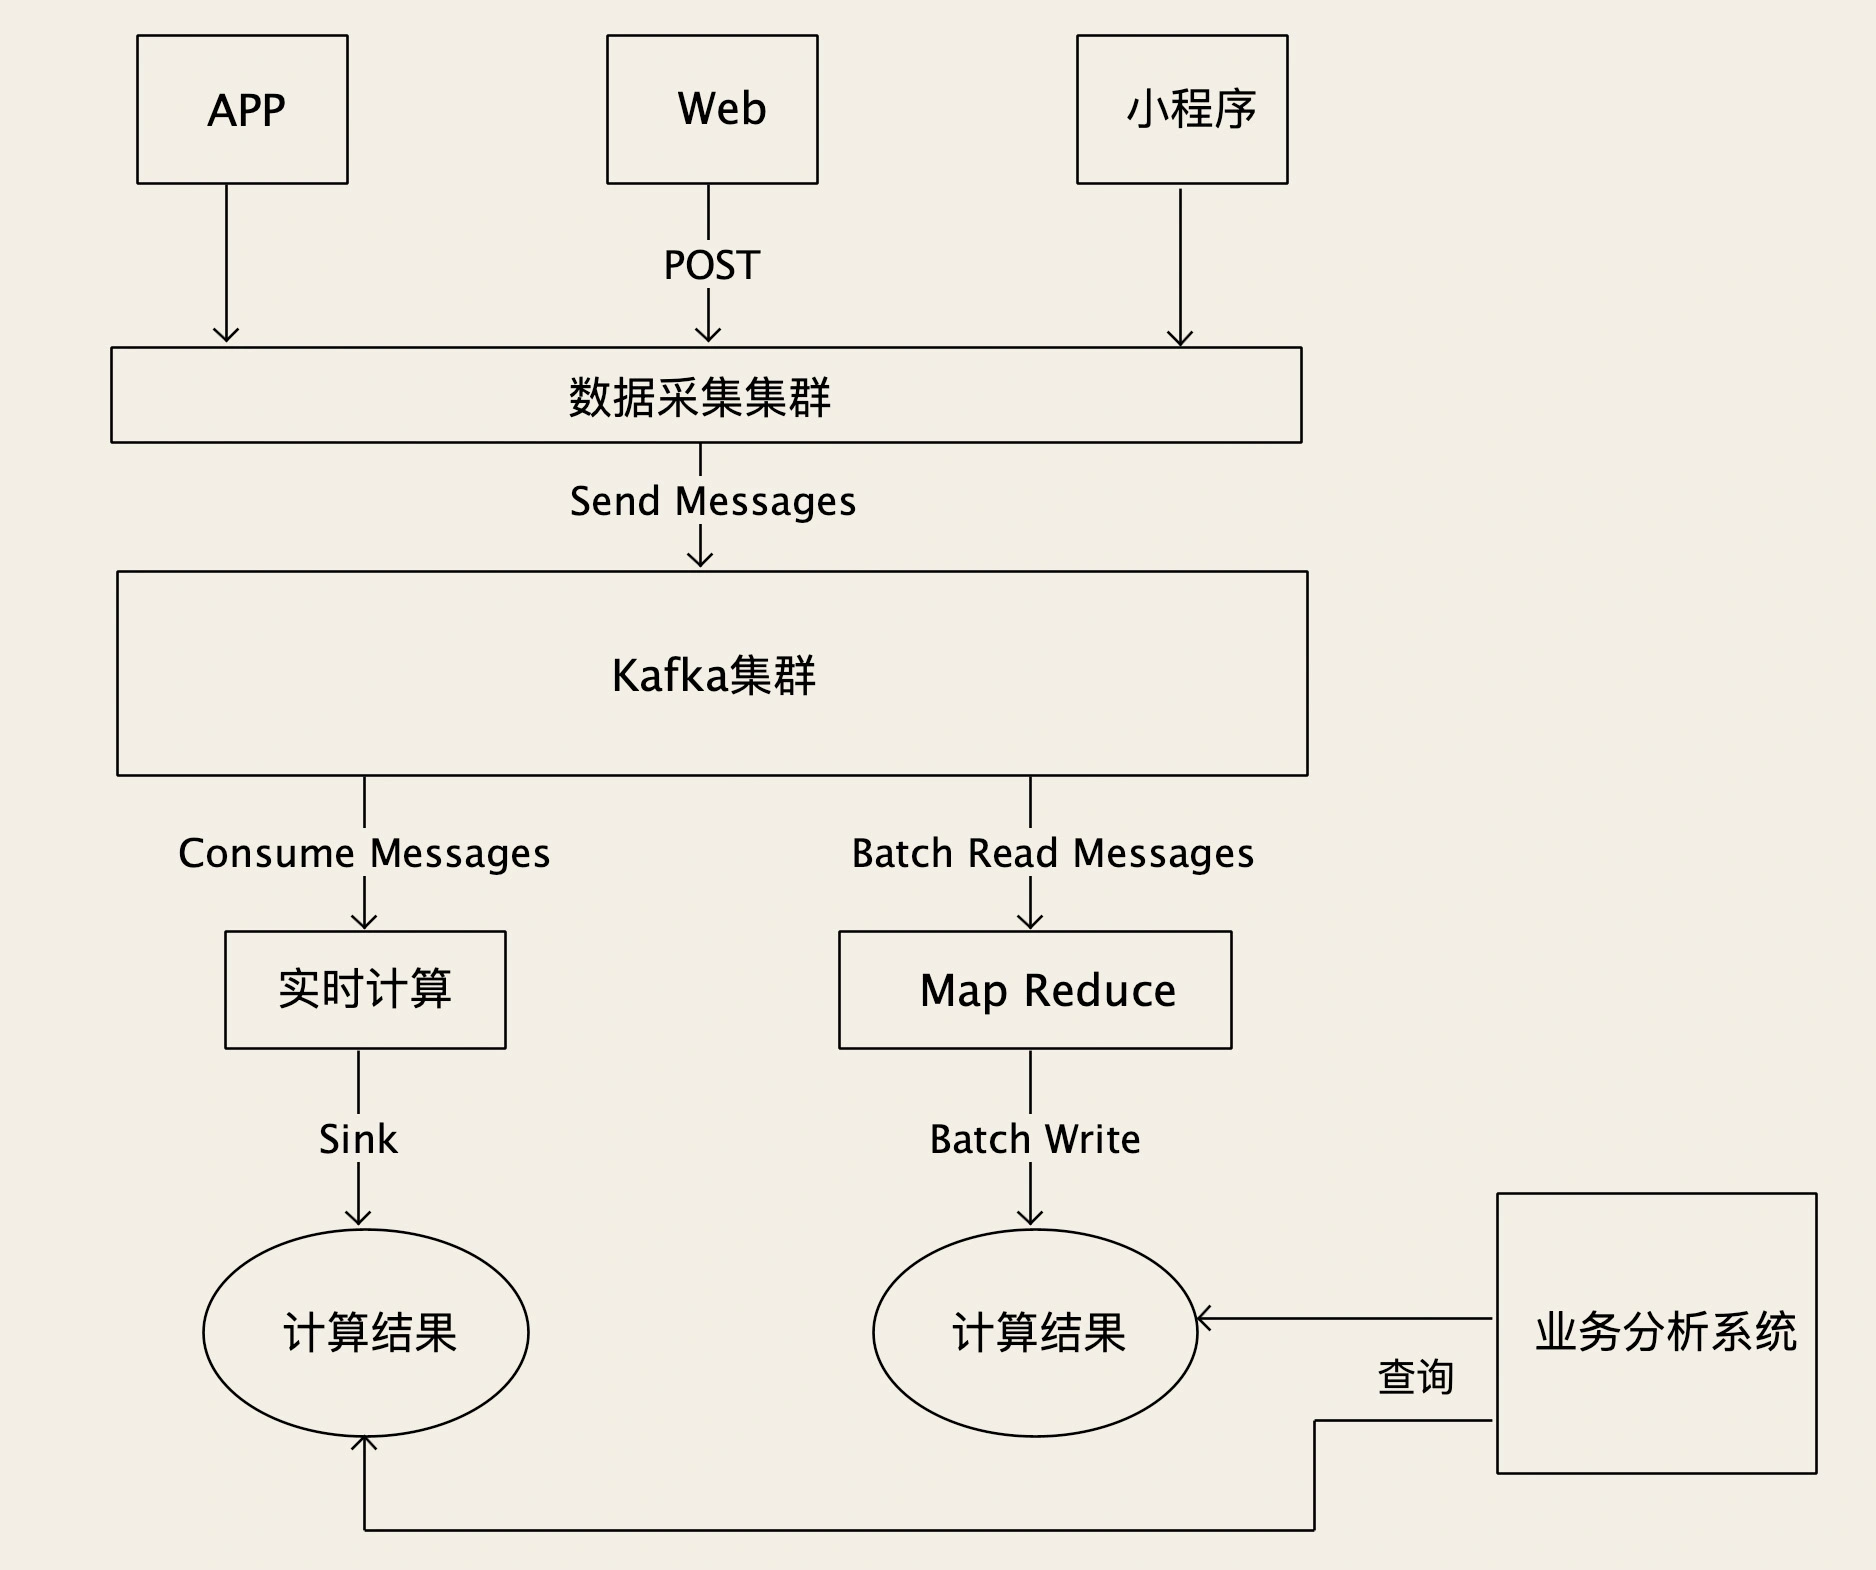 APP
Web
小程序
POST
数据采集集群
Send Messages
Kafka集群
Consume Messages
Batch Read Messages
实时计算
Map Reduce
Sink
Batch Write
计算结果
计算结果
业务分析系统
查询